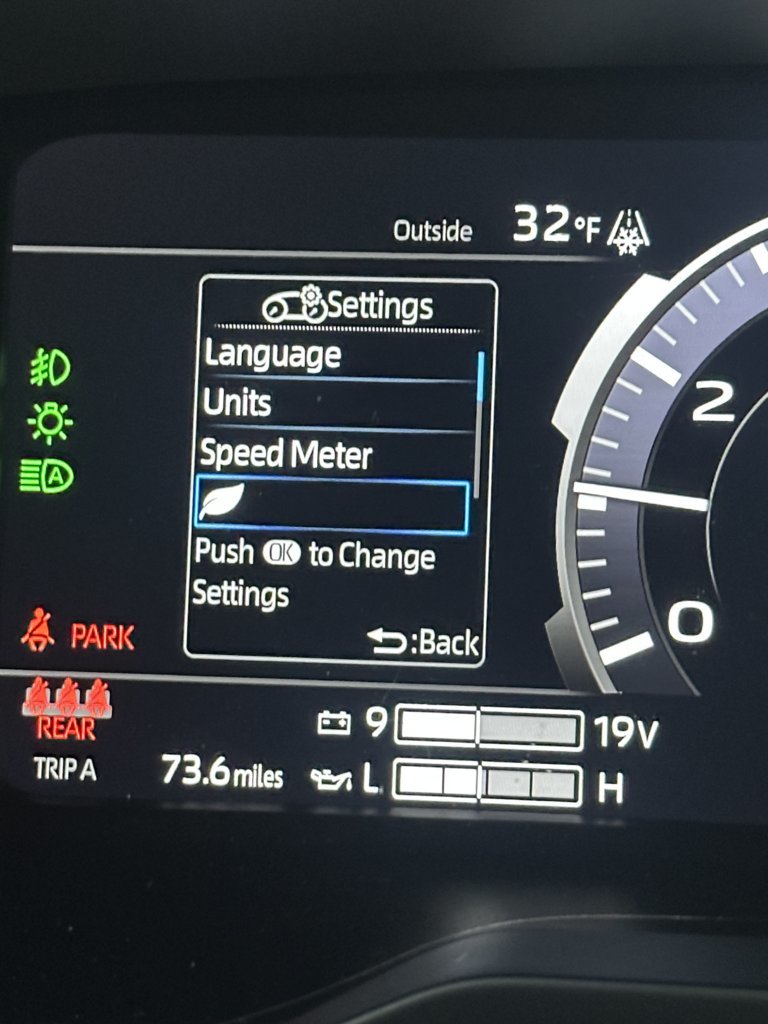 Outside 32°F
Settings
Language
Units
Speed Meter
Push OK to Change
Settings
:Back
A
PARK
REAR
TRIP A 73.6 miles
9 19V
L H
2
0